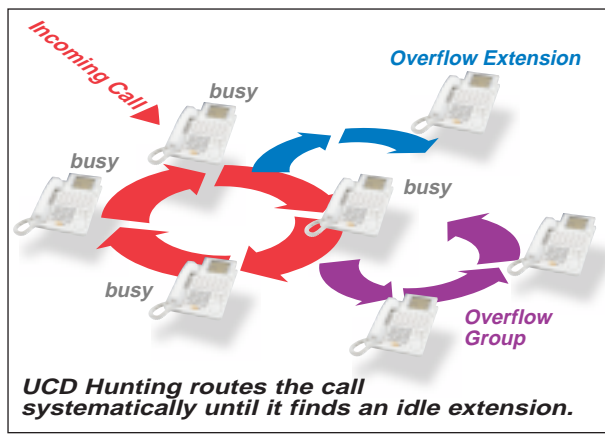 Incoming Call
busy
Overflow Extension
busy
busy
busy
Overflow
Group
UCD Hunting routes the call
systematically until it finds an idle extension.